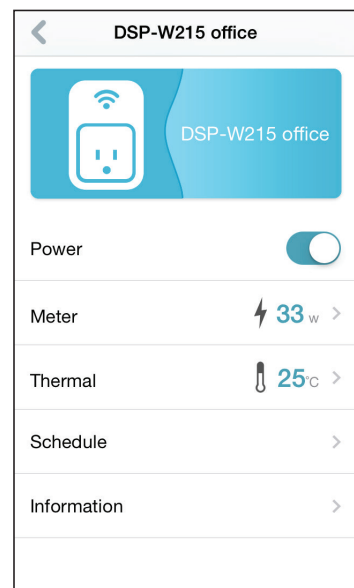 DSP-W215 office
DSP-W215 office
Power
Meter 33 w
Thermal 25°C
Schedule
Information